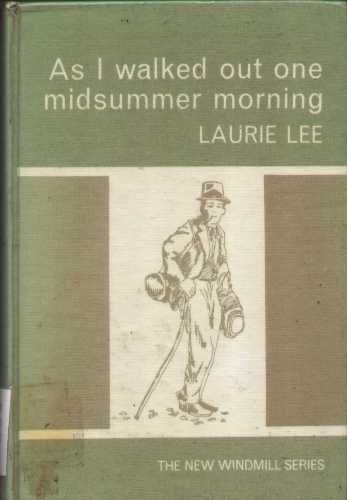 As I walked out one
midsummer morning
LAURIE LEE
THE NEW WINDMILL SERIES